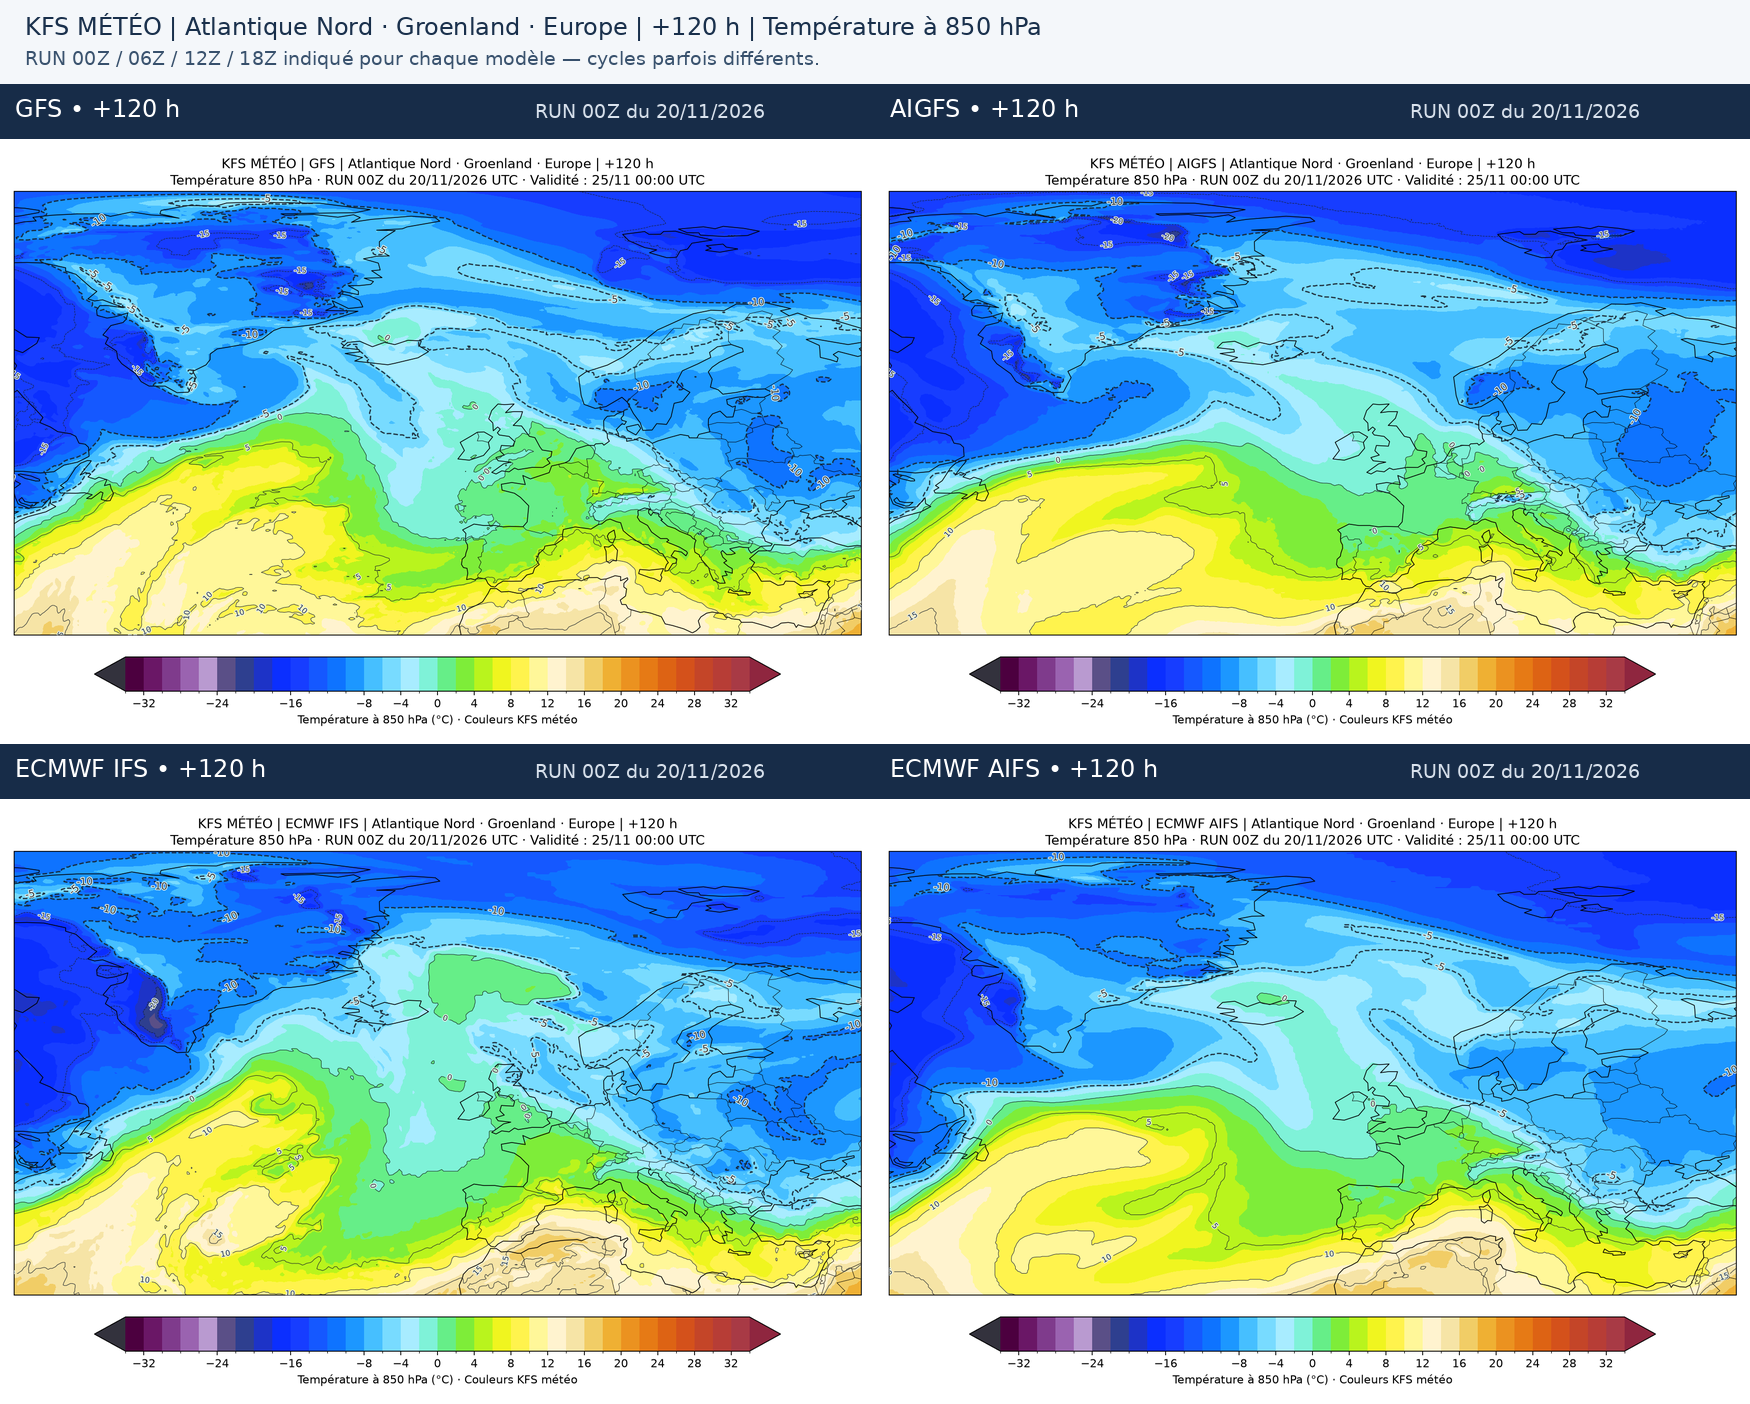 KFS MÉTÉO | Atlantique Nord · Groenland · Europe | +120 h | Température à 850 hPa
RUN 00Z / 06Z / 12Z / 18Z indiqué pour chaque modèle — cycles parfois différents.
GFS • +120 h
RUN 00Z du 20/11/2026
AIGFS • +120 h
RUN 00Z du 20/11/2026
KFS MÉTÉO | GFS | Atlantique Nord · Groenland · Europe | +120 h
Température 850 hPa · RUN 00Z du 20/11/2026 UTC · Validité : 25/11 00:00 UTC
KFS MÉTÉO | AIGFS | Atlantique Nord · Groenland · Europe | +120 h
Température 850 hPa · RUN 00Z du 20/11/2026 UTC · Validité : 25/11 00:00 UTC
−32 −24 −16 −8 −4 0 4 8 12 16 20 24 28 32
Température à 850 hPa (°C) · Couleurs KFS météo
−32 −24 −16 −8 −4 0 4 8 12 16 20 24 28 32
Température à 850 hPa (°C) · Couleurs KFS météo
ECMWF IFS • +120 h
RUN 00Z du 20/11/2026
ECMWF AIFS • +120 h
RUN 00Z du 20/11/2026
KFS MÉTÉO | ECMWF IFS | Atlantique Nord · Groenland · Europe | +120 h
Température 850 hPa · RUN 00Z du 20/11/2026 UTC · Validité : 25/11 00:00 UTC
KFS MÉTÉO | ECMWF AIFS | Atlantique Nord · Groenland · Europe | +120 h
Température 850 hPa · RUN 00Z du 20/11/2026 UTC · Validité : 25/11 00:00 UTC
−32 −24 −16 −8 −4 0 4 8 12 16 20 24 28 32
Température à 850 hPa (°C) · Couleurs KFS météo
−32 −24 −16 −8 −4 0 4 8 12 16 20 24 28 32
Température à 850 hPa (°C) · Couleurs KFS météo